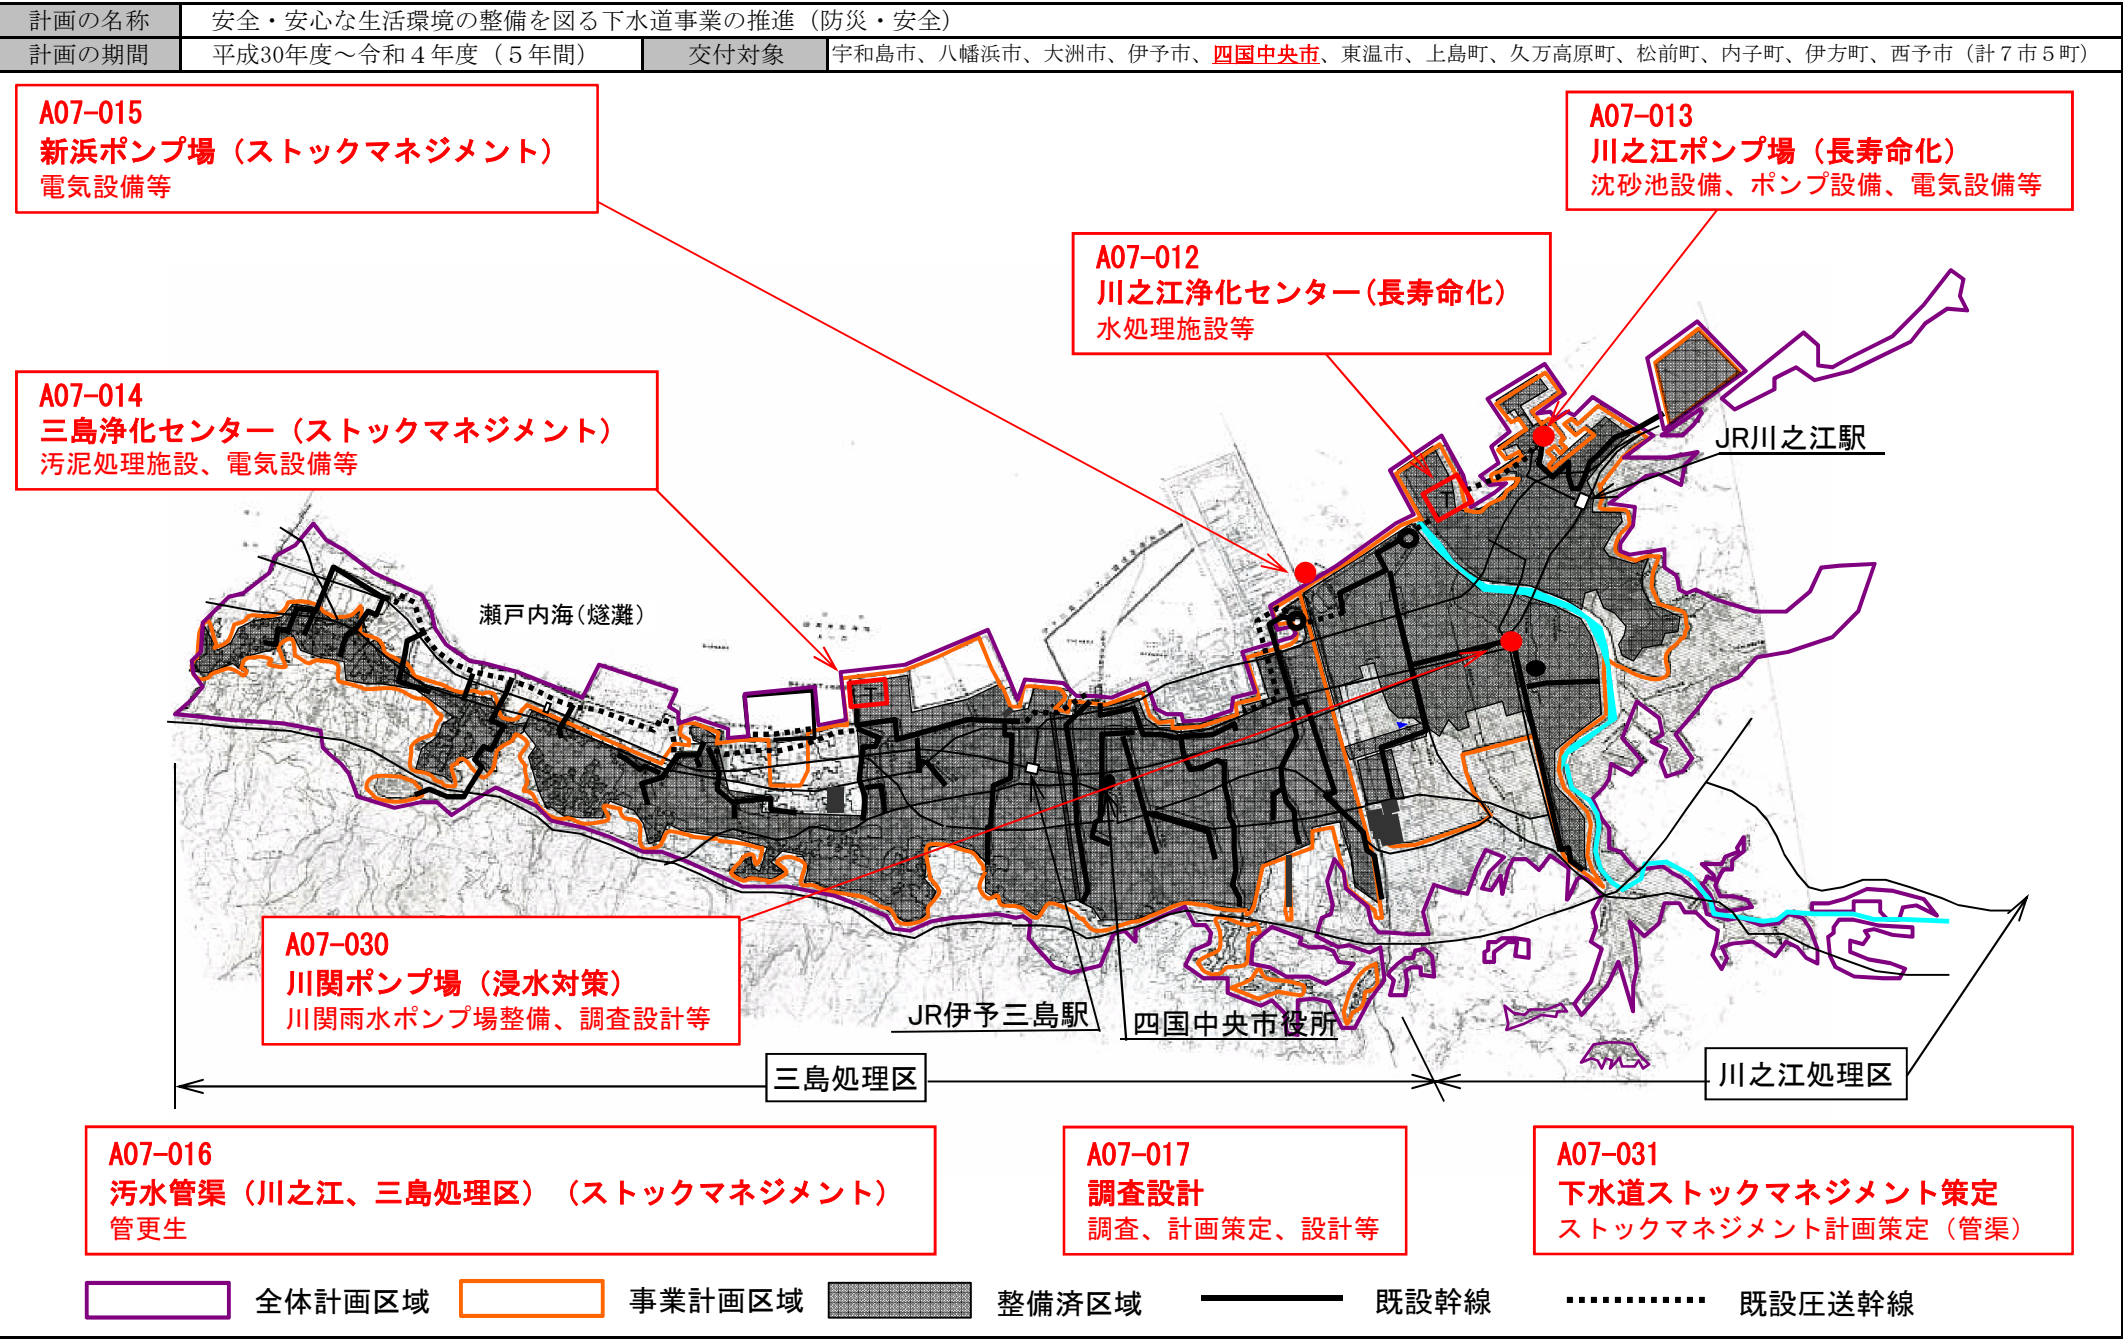 計画の名称 安全・安心な生活環境の整備を図る下水道事業の推進（防災・安全）
計画の期間 平成30年度～令和４年度（５年間） 交付対象 宇和島市、八幡浜市、大洲市、伊予市、四国中央市、東温市、上島町、久万高原町、松前町、内子町、伊方町、西予市（計７市５町）
A07-015
新浜ポンプ場（ストックマネジメント）
電気設備等
A07-013
川之江ポンプ場（長寿命化）
沈砂池設備、ポンプ設備、電気設備等
A07-012
川之江浄化センター(長寿命化)
水処理施設等
A07-014
三島浄化センター（ストックマネジメント）
汚泥処理施設、電気設備等
JR川之江駅
T
瀬戸内海(燧灘)
T
A07-030
川関ポンプ場（浸水対策）
川関雨水ポンプ場整備、調査設計等
JR伊予三島駅
四国中央市役所
三島処理区
川之江処理区
A07-016
汚水管渠（川之江、三島処理区）（ストックマネジメント）
管更生
A07-017
調査設計
調査、計画策定、設計等
A07-031
下水道ストックマネジメント策定
ストックマネジメント計画策定（管渠）
全体計画区域 事業計画区域 整備済区域 既設幹線 既設圧送幹線